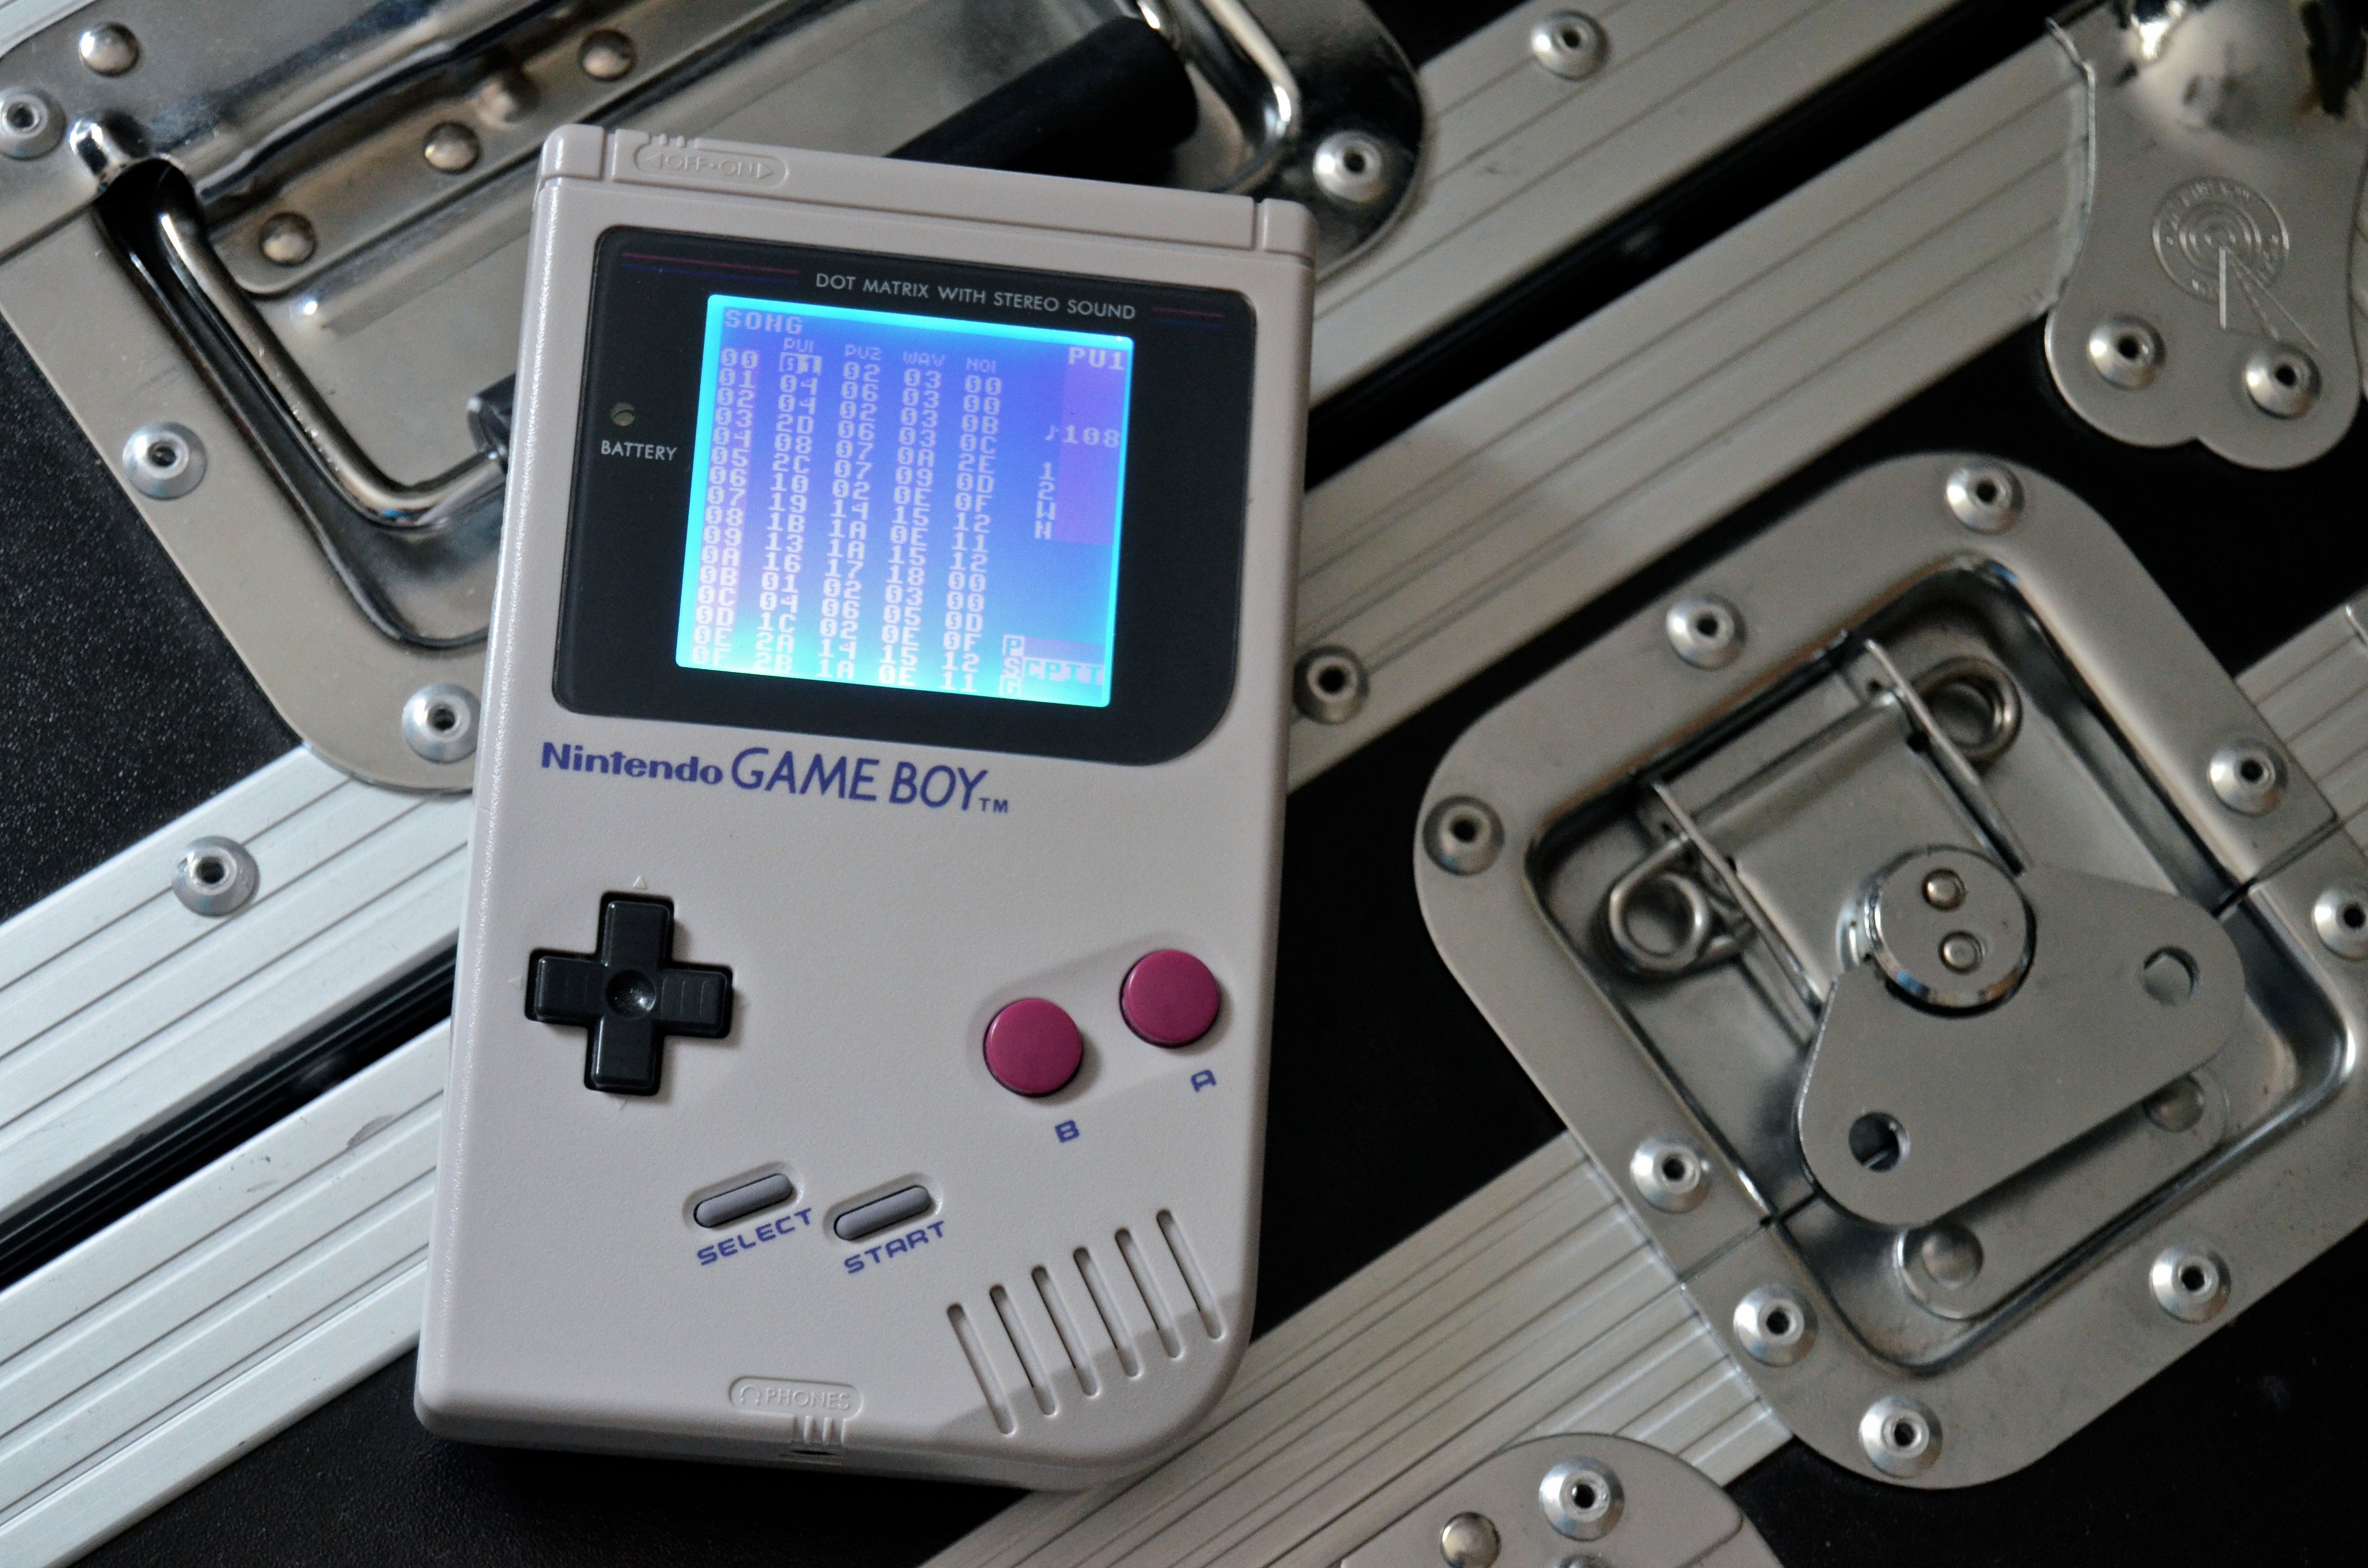 OFF•ON
DOT MATRIX WITH STEREO SOUND
BATTERY
SONG
PU1 PU2 WAV NOI PU1
00 01 02 03 00
01 04 06 03 00
02 04 02 03 0B
03 2D 06 03 0C ♪108
04 08 07 0A 2E
05 2C 07 09 0D 1
06 10 02 0E 0F 2
07 19 14 15 12 W
08 1B 1A 0E 11 N
09 13 1A 15 12
0A 16 17 18 00
0B 01 02 03 00
0C 04 06 05 0D
0D 1C 02 0E 0F P
0E 2A 14 15 12 SCPIT
0F 2B 1A 0E 11 G
Nintendo GAME BOY TM
A
B
SELECT START
PHONES